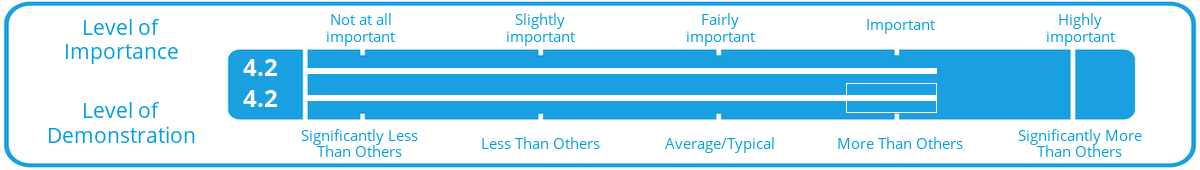 Level of
Importance
Not at all
important
Slightly
important
Fairly
important
Important
Highly
important
4.2
4.2
Level of
Demonstration
Significantly Less
Than Others
Less Than Others
Average/Typical
More Than Others
Significantly More
Than Others